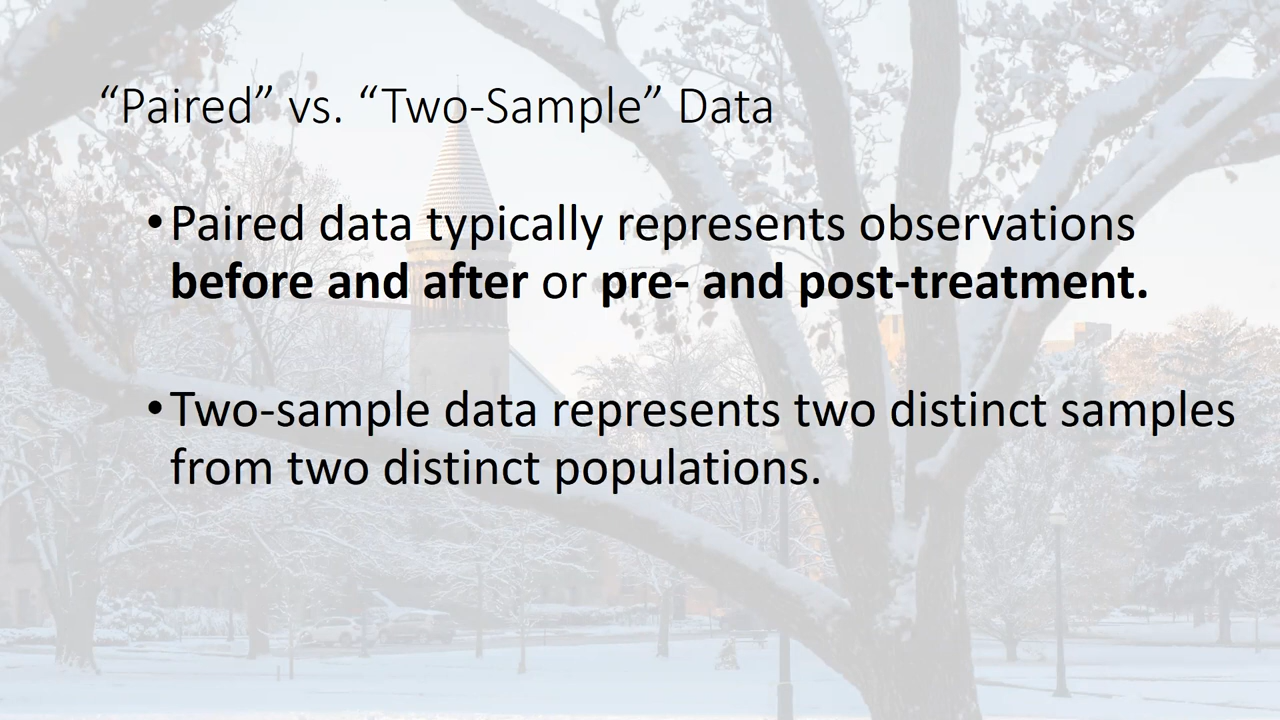 “Paired” vs. “Two-Sample” Data
•Paired data typically represents observations
before and after or pre- and post-treatment.
•Two-sample data represents two distinct samples
from two distinct populations.